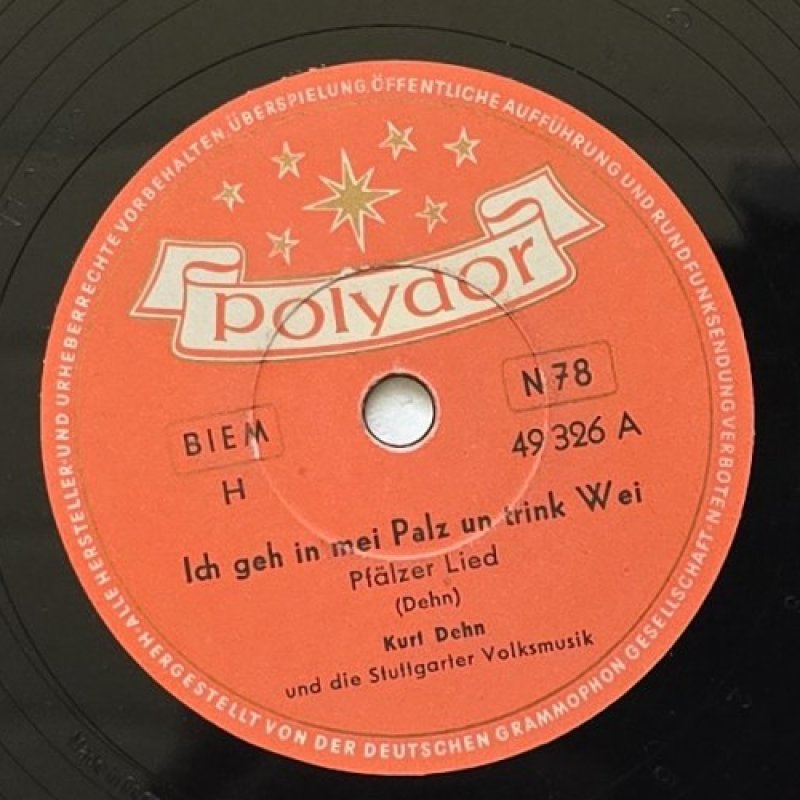 polydor
BIEM
N 78
H
49 326 A
Ich geh in mei Palz un trink Wei
Pfälzer Lied
(Dehn)
Kurt Dehn
und die Stuttgarter Volksmusik
ALLE HERSTELLER- UND URHEBERRECHTE VORBEHALTEN, ÜBERSPIELUNG, ÖFFENTLICHE AUFFÜHRUNG UND RUNDFUNKSENDUNG VERBOTEN·
HERGESTELLT VON DER DEUTSCHEN GRAMMOPHON GESELLSCHAFT·
Made in